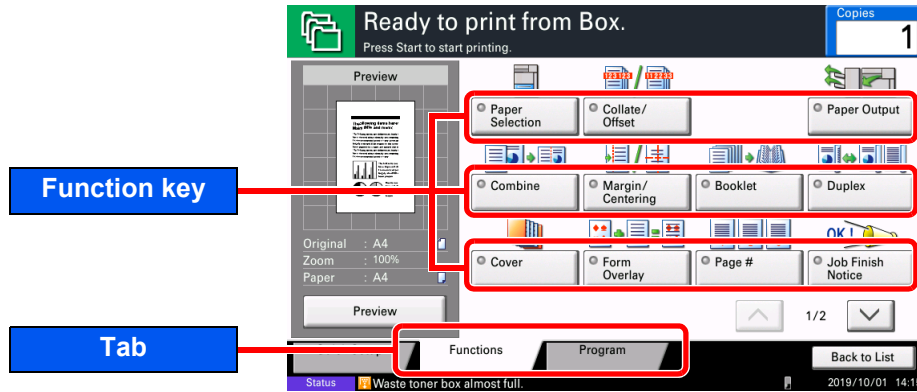 Ready to print from Box.
Press Start to start printing.
Copies
1
Preview
Original : A4
Zoom : 100%
Paper : A4
Preview
Paper Selection
Collate/ Offset
Paper Output
Combine
Margin/ Centering
Booklet
Duplex
OK!
Cover
Form Overlay
Page #
Job Finish Notice
1/2
Functions
Program
Back to List
Status
Waste toner box almost full.
2019/10/01 14:1
Function key
Tab